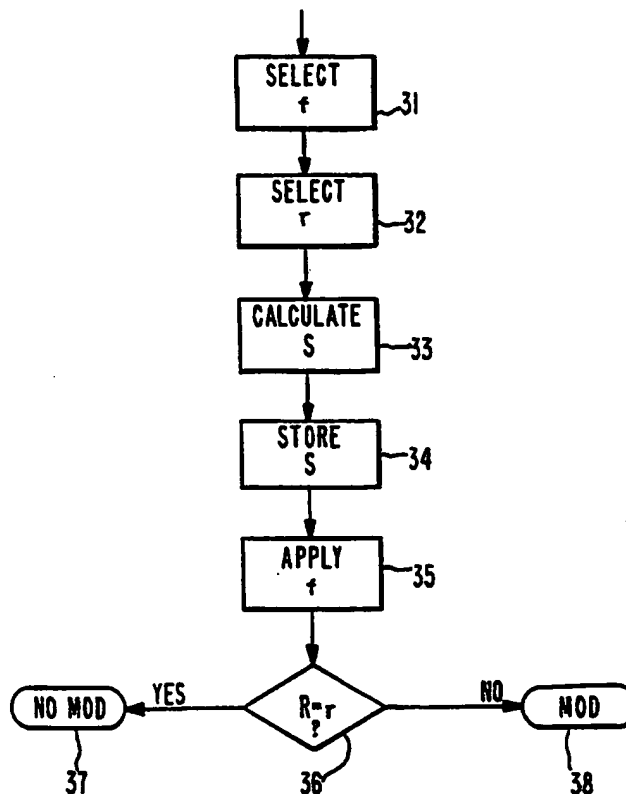 SELECT
f
31
SELECT
r
32
CALCULATE
S
33
STORE
S
34
APPLY
f
35
NO MOD
YES
R=r
?
NO
MOD
37
36
38